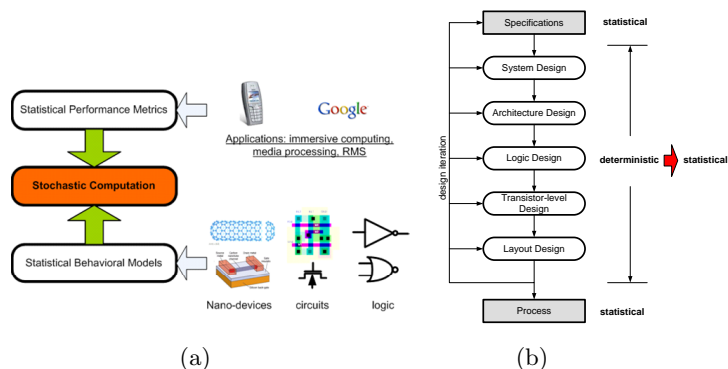 Statistical Performance Metrics
Google
Applications: immersive computing,
media processing, RMS
Stochastic Computation
Statistical Behavioral Models
Nano-devices
circuits
logic
(a)
Specifications
statistical
System Design
Architecture Design
Logic Design
deterministic
statistical
Transistor-level
Design
Layout Design
design iteration
Process
statistical
(b)